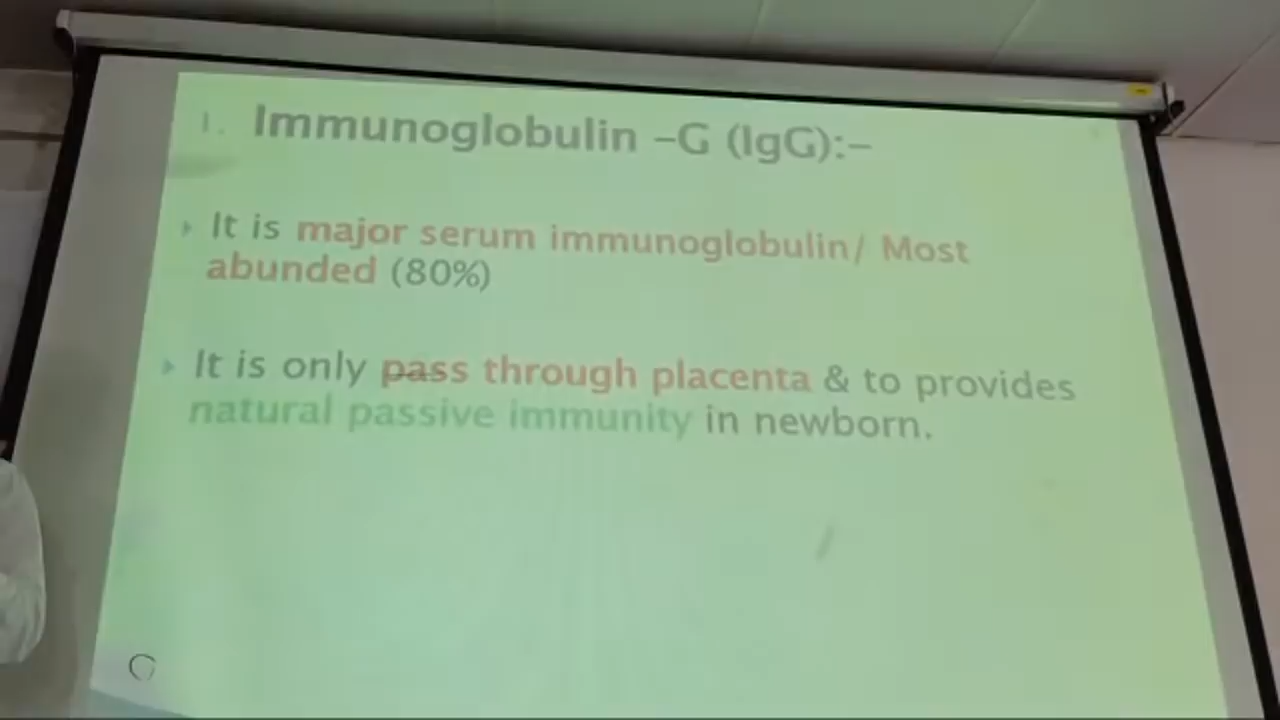 1. Immunoglobulin –G (IgG):–
It is major serum immunoglobulin/ Most
abunded (80%)
It is only pass through placenta & to provides
natural passive immunity in newborn.